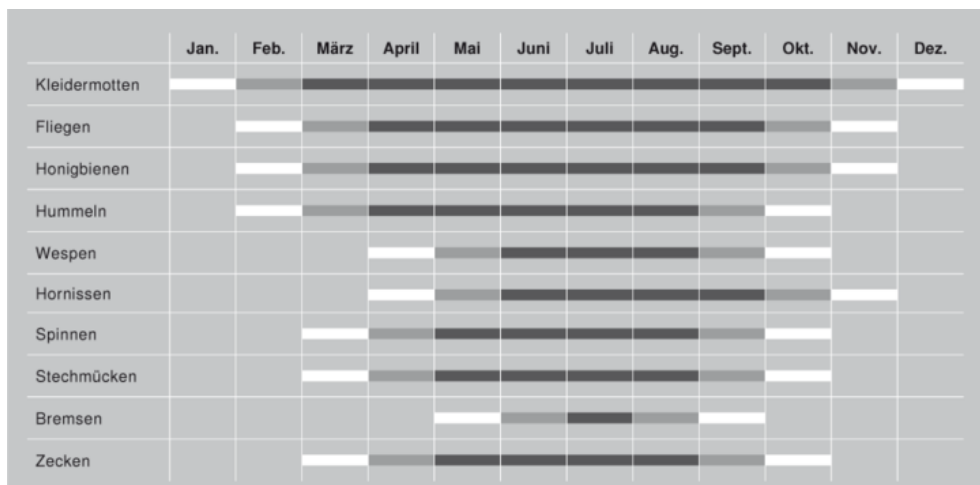 Jan. Feb. März April Mai Juni Juli Aug. Sept. Okt. Nov. Dez.
Kleidermotten
Fliegen
Honigbienen
Hummeln
Wespen
Hornissen
Spinnen
Stechmücken
Bremsen
Zecken